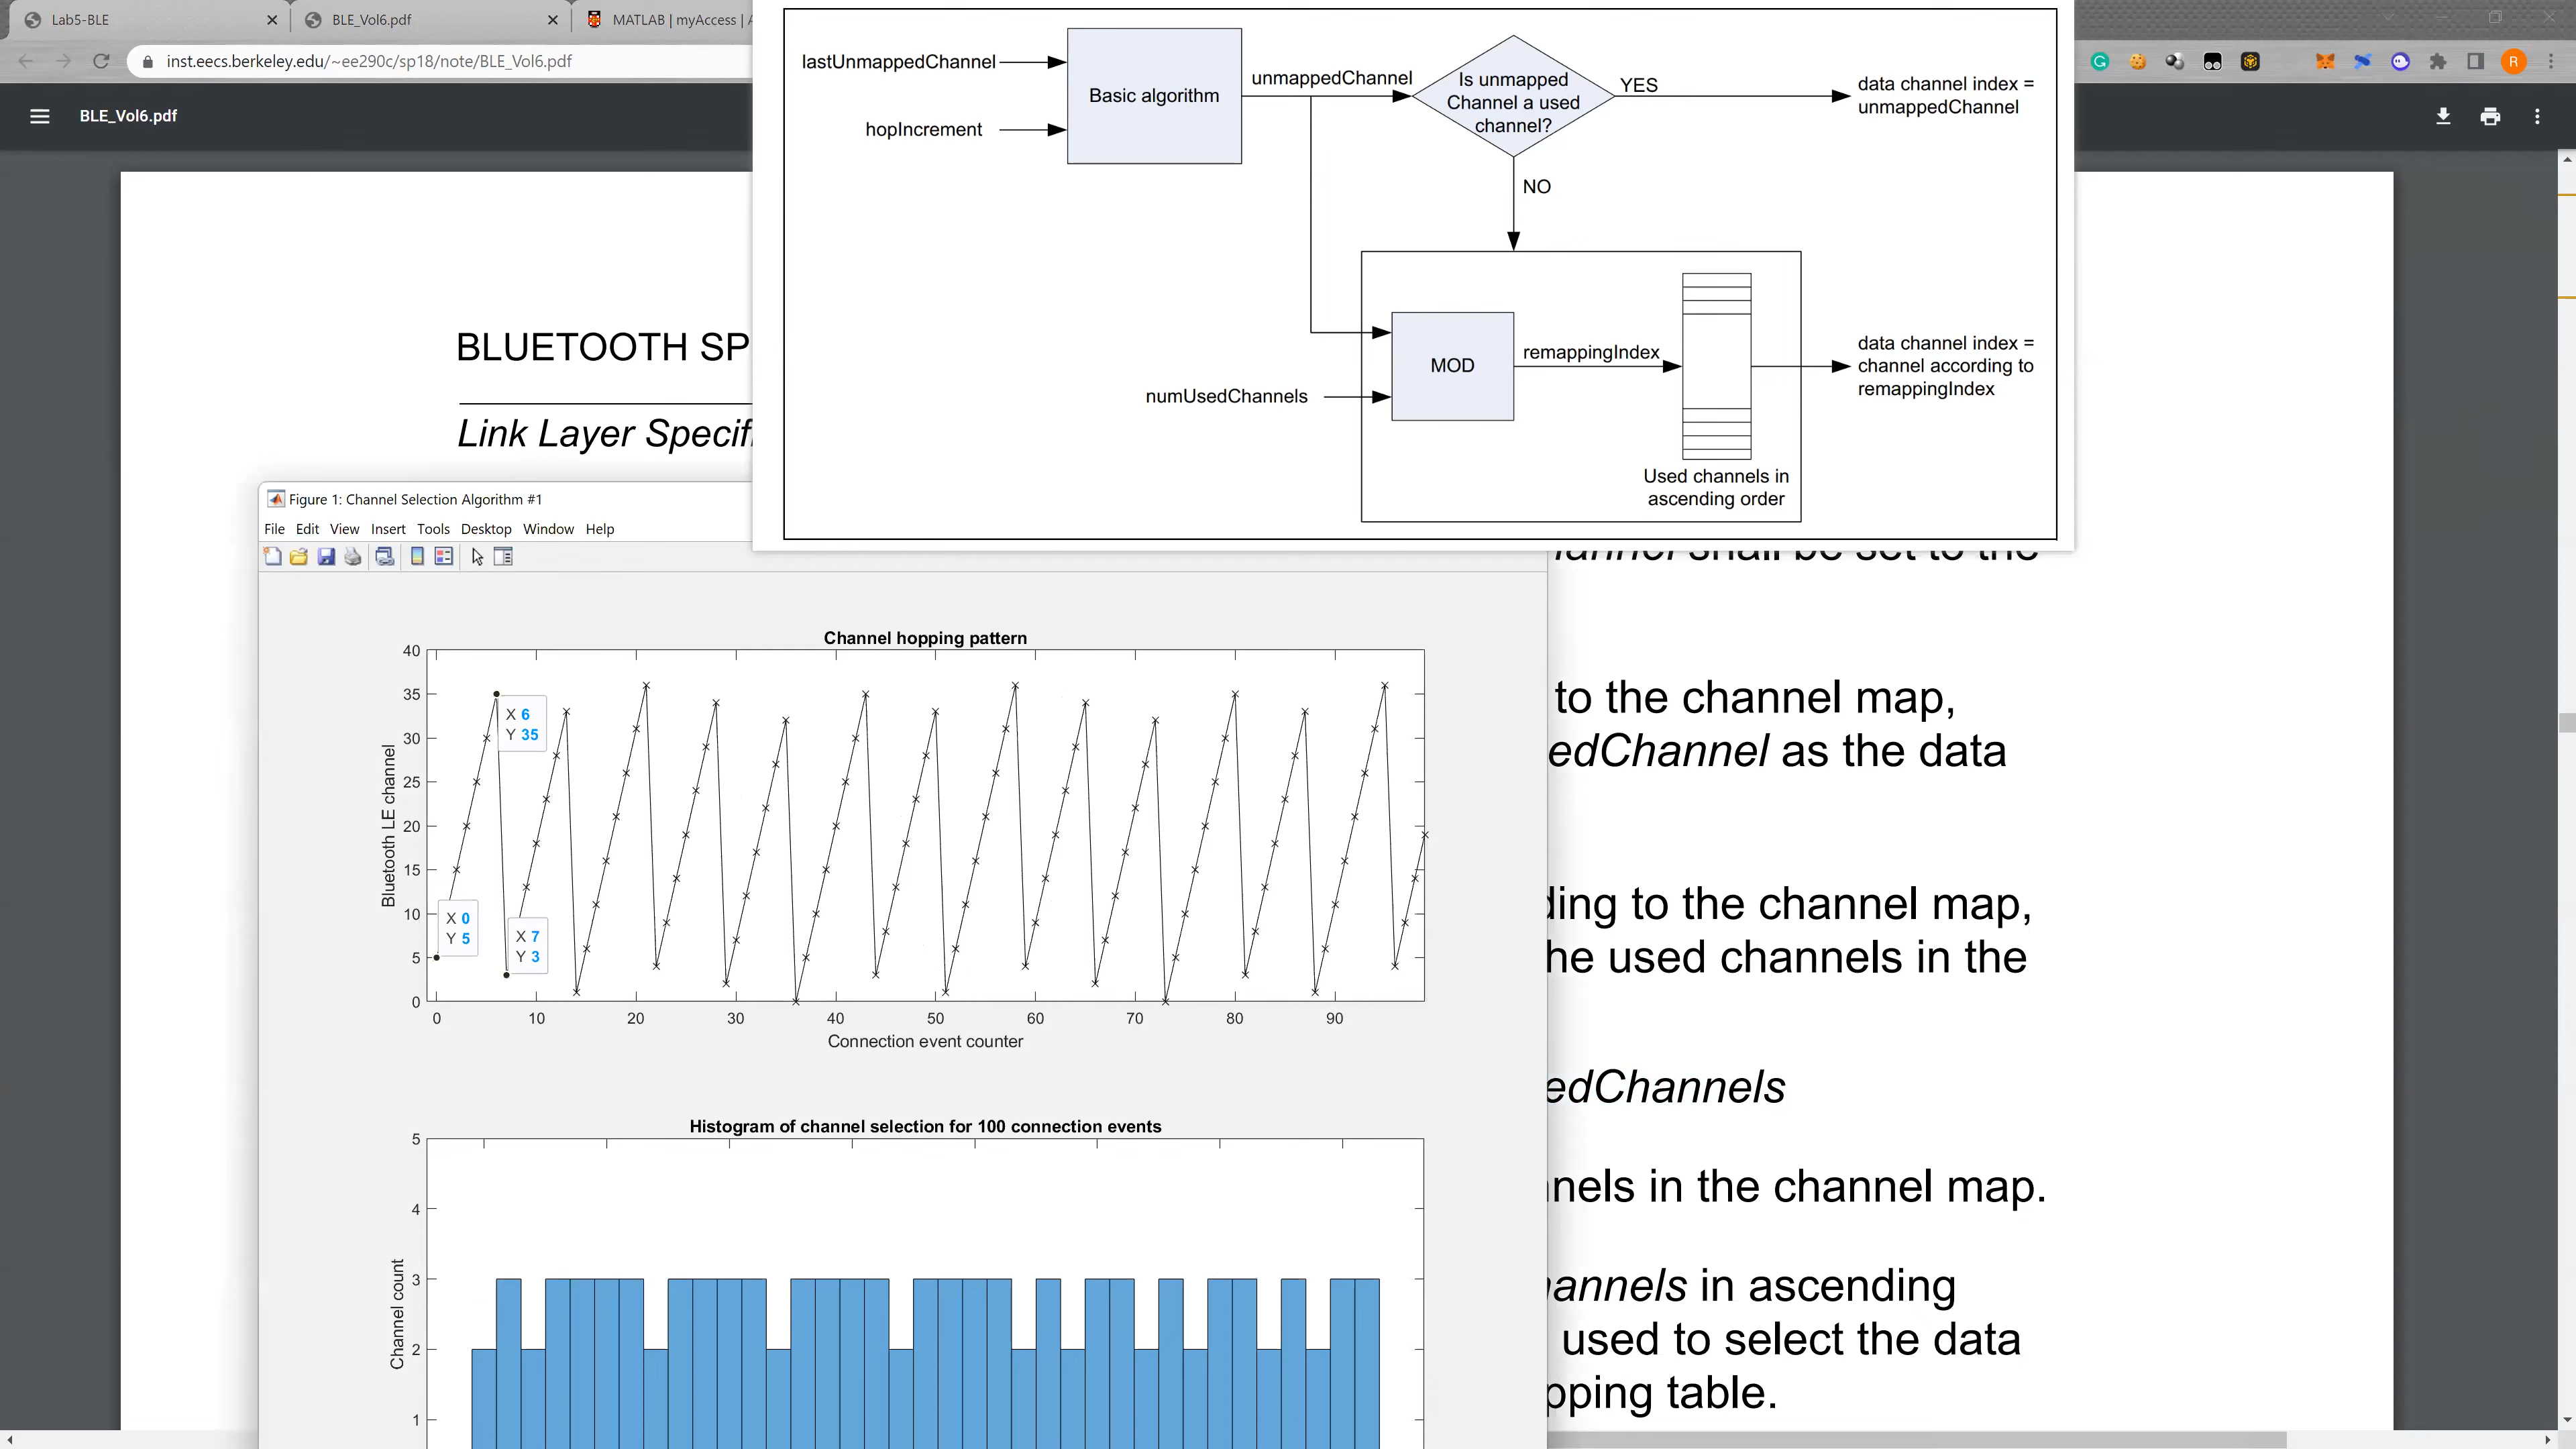 Lab5-BLE
BLE_Vol6.pdf
MATLAB | myAccess |
inst.eecs.berkeley.edu/~ee290c/sp18/note/BLE_Vol6.pdf
R
BLE_Vol6.pdf
lastUnmappedChannel
hopIncrement
Basic algorithm
unmappedChannel
Is unmapped
Channel a used
channel?
YES
data channel index =
unmappedChannel
NO
MOD
remappingIndex
numUsedChannels
Used channels in
ascending order
data channel index =
channel according to
remappingIndex
BLUETOOTH SP
Link Layer Specif
Figure 1: Channel Selection Algorithm #1
File Edit View Insert Tools Desktop Window Help
Channel hopping pattern
40
35
30
25
20
15
10
5
0
Bluetooth LE channel
X 6
Y 35
X 0
Y 5
X 7
Y 3
0 10 20 30 40 50 60 70 80 90
Connection event counter
Histogram of channel selection for 100 connection events
5
4
3
2
1
Channel count
shall be set to the
to the channel map,
edChannel as the data
ding to the channel map,
he used channels in the
edChannels
nnels in the channel map.
annels in ascending
used to select the data
pping table.